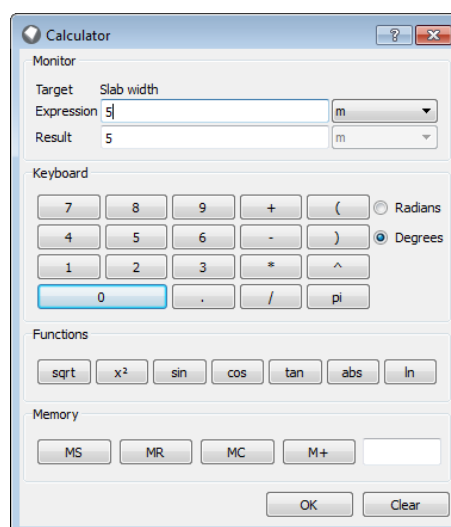 Calculator ?
Monitor
Target Slab width
Expression 5 m
Result 5 m
Keyboard
7 8 9 + ( Radians
4 5 6 - ) Degrees
1 2 3 * ^
0 . / pi
Functions
sqrt x² sin cos tan abs ln
Memory
MS MR MC M+
OK Clear